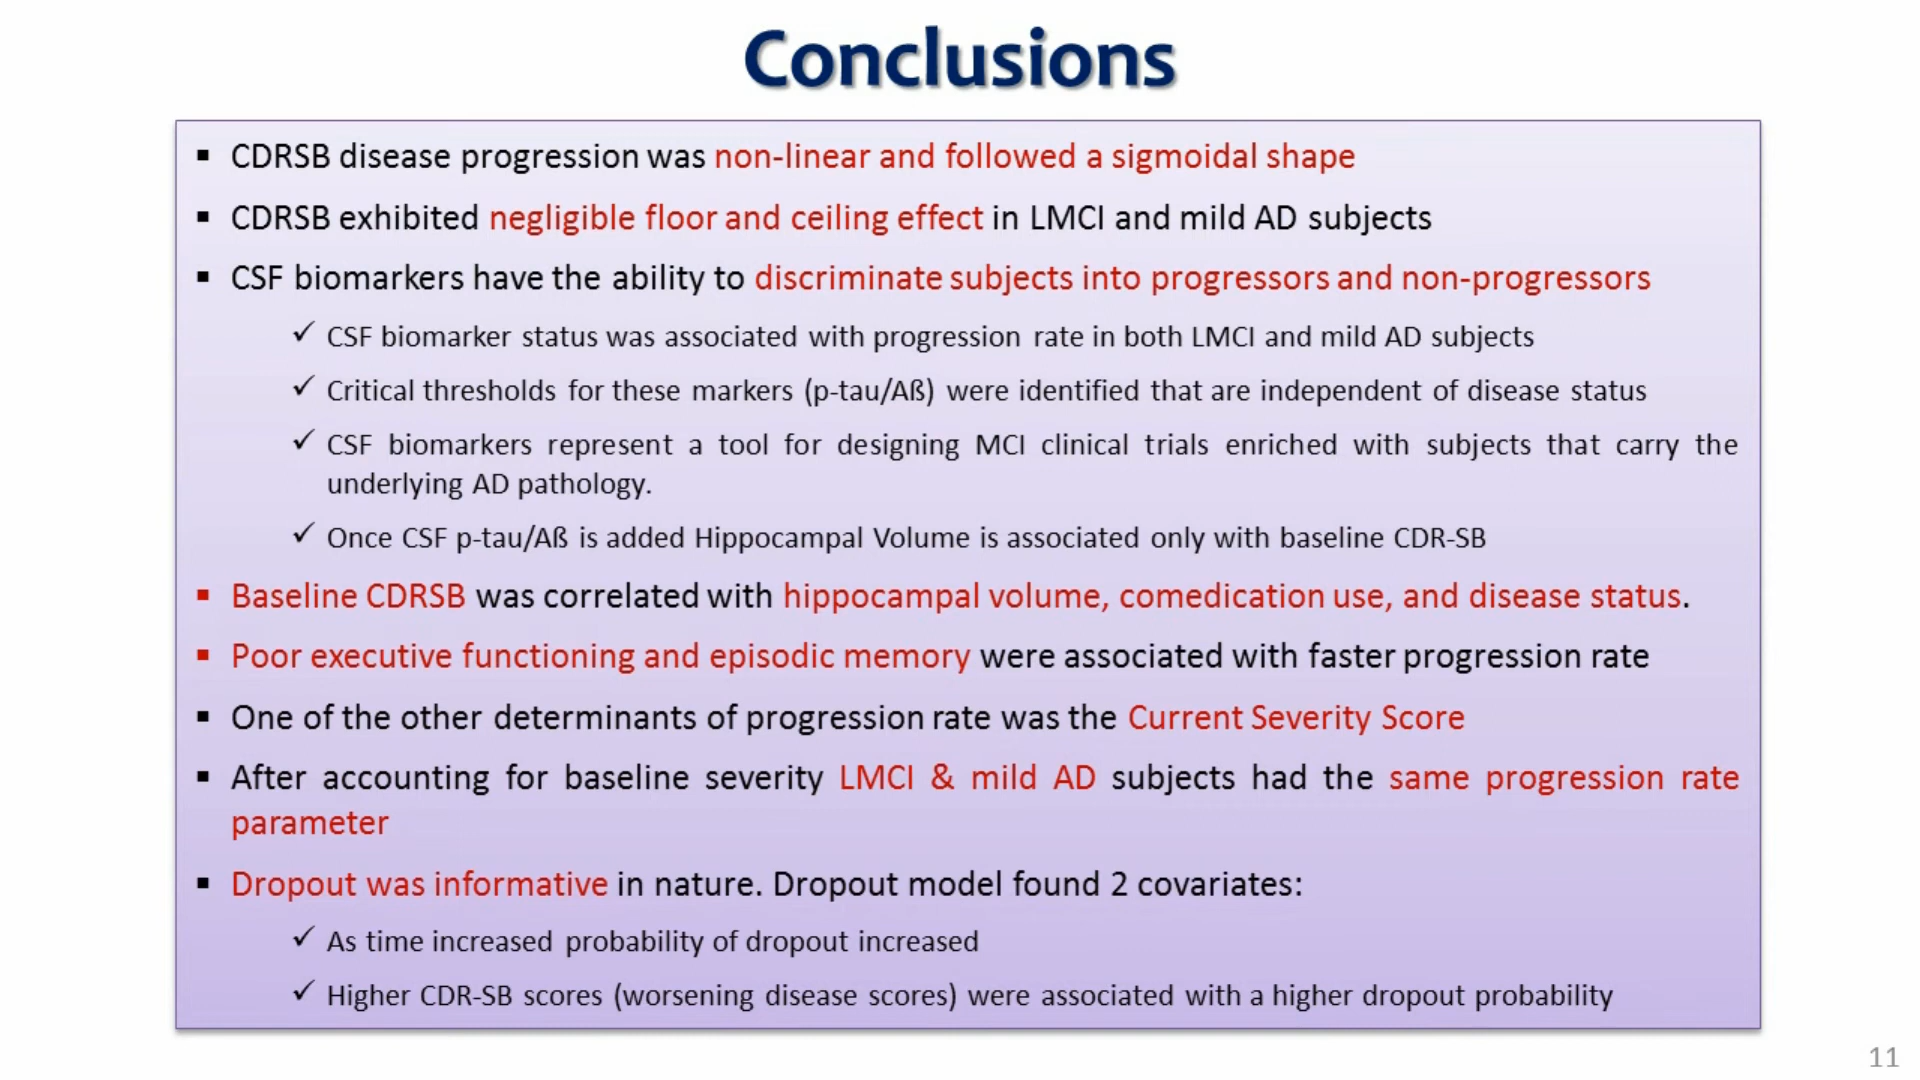 Conclusions
▪ CDRSB disease progression was non-linear and followed a sigmoidal shape
▪ CDRSB exhibited negligible floor and ceiling effect in LMCI and mild AD subjects
▪ CSF biomarkers have the ability to discriminate subjects into progressors and non-progressors
✓ CSF biomarker status was associated with progression rate in both LMCI and mild AD subjects
✓ Critical thresholds for these markers (p-tau/Aß) were identified that are independent of disease status
✓ CSF biomarkers represent a tool for designing MCI clinical trials enriched with subjects that carry the
underlying AD pathology.
✓ Once CSF p-tau/Aß is added Hippocampal Volume is associated only with baseline CDR-SB
▪ Baseline CDRSB was correlated with hippocampal volume, comedication use, and disease status.
▪ Poor executive functioning and episodic memory were associated with faster progression rate
▪ One of the other determinants of progression rate was the Current Severity Score
▪ After accounting for baseline severity LMCI & mild AD subjects had the same progression rate
parameter
▪ Dropout was informative in nature. Dropout model found 2 covariates:
✓ As time increased probability of dropout increased
✓ Higher CDR-SB scores (worsening disease scores) were associated with a higher dropout probability
11